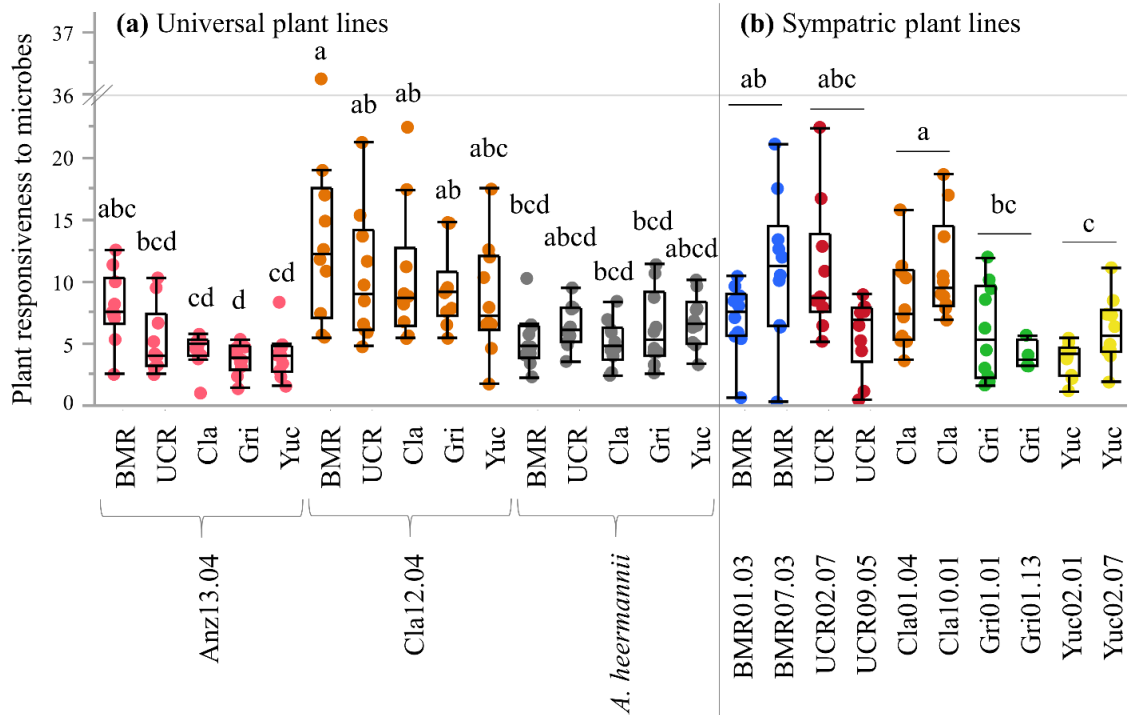 (a) Universal plant lines
(b) Sympatric plant lines
Plant responsiveness to microbes
37
36
20
15
10
5
0
abc
bcd
cd
d
cd
a
ab
ab
ab
abc
bcd
abcd
bcd
bcd
abcd
ab
abc
a
bc
c
BMR
UCR
Cla
Gri
Yuc
BMR
UCR
Cla
Gri
Yuc
BMR
UCR
Cla
Gri
Yuc
BMR
BMR
UCR
UCR
Cla
Cla
Gri
Gri
Yuc
Yuc
Anz13.04
Cla12.04
A. heermannii
BMR01.03
BMR07.03
UCR02.07
UCR09.05
Cla01.04
Cla10.01
Gri01.01
Gri01.13
Yuc02.01
Yuc02.07